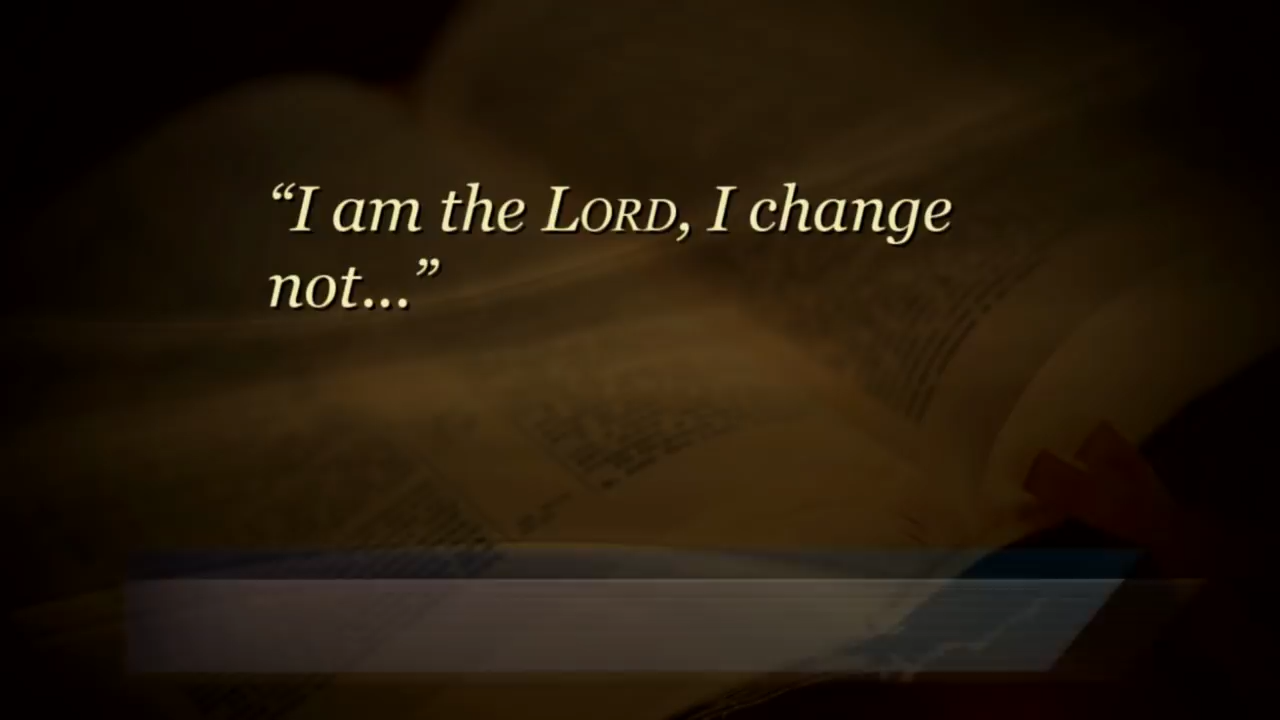 “I am the LORD, I change
not...”